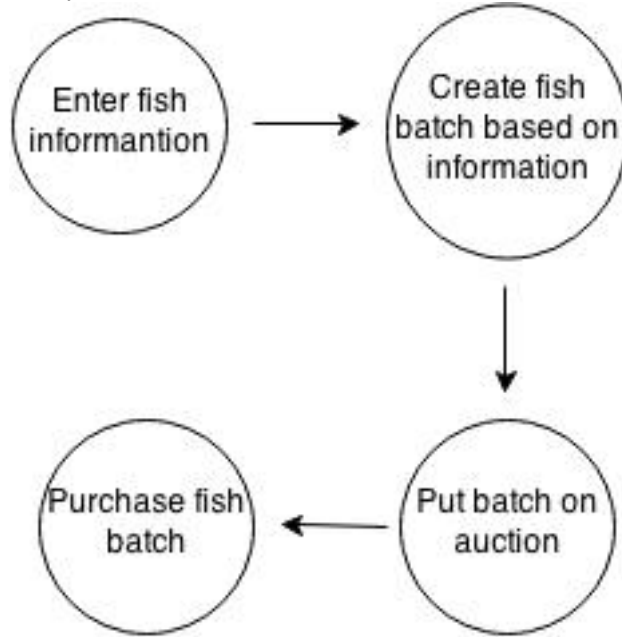 Enter fish
informantion
Create fish
batch based on
information
Put batch on
auction
Purchase fish
batch